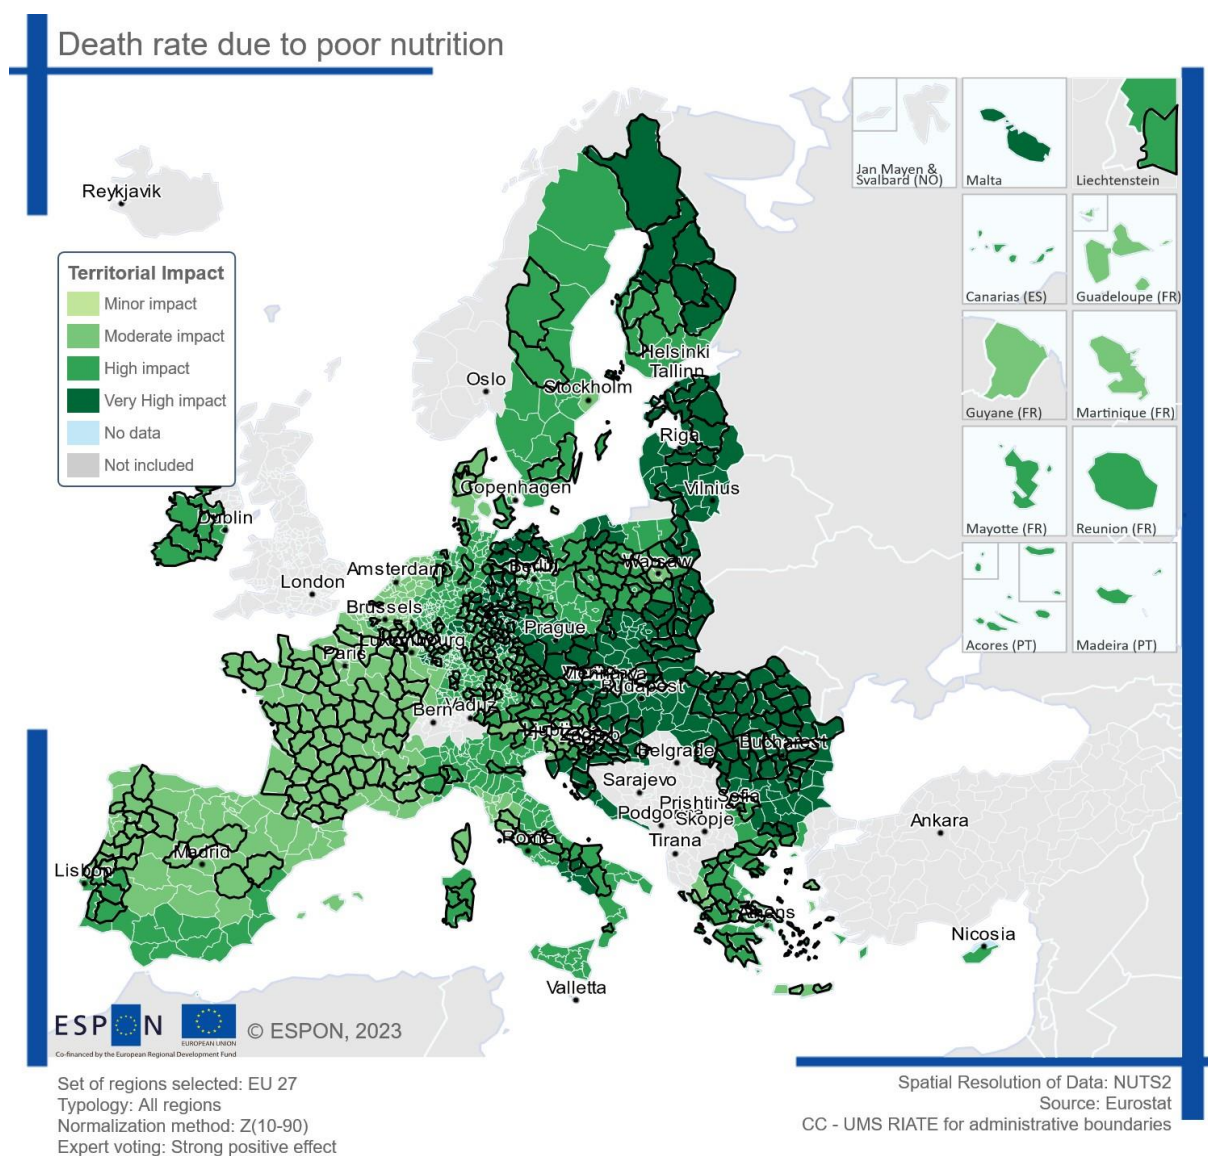 Death rate due to poor nutrition
Reykjavik
Territorial Impact
Minor impact
Moderate impact
High impact
Very High impact
No data
Not included
Jan Mayen &
Svalbard (NO)
Malta
Liechtenstein
Canarias (ES)
Guadeloupe (FR)
Guyane (FR)
Martinique (FR)
Mayotte (FR)
Reunion (FR)
Acores (PT)
Madeira (PT)
Oslo
Helsinki
Tallinn
Stockholm
Riga
Copenhagen
Vilnius
Dublin
London
Amsterdam
Berlin
Warsaw
Brussels
Prague
Luxembourg
Paris
Budapest
Bern
Vaduz
Belgrade
Bucharest
Sarajevo
Sofia
Prishtina
Podgorica
Skopje
Tirana
Ankara
Rome
Madrid
Lisbon
Athens
Nicosia
Valletta
ESPON
EUROPEAN UNION
Co-financed by the European Regional Development Fund
© ESPON, 2023
Set of regions selected: EU 27
Typology: All regions
Normalization method: Z(10-90)
Expert voting: Strong positive effect
Spatial Resolution of Data: NUTS2
Source: Eurostat
CC - UMS RIATE for administrative boundaries